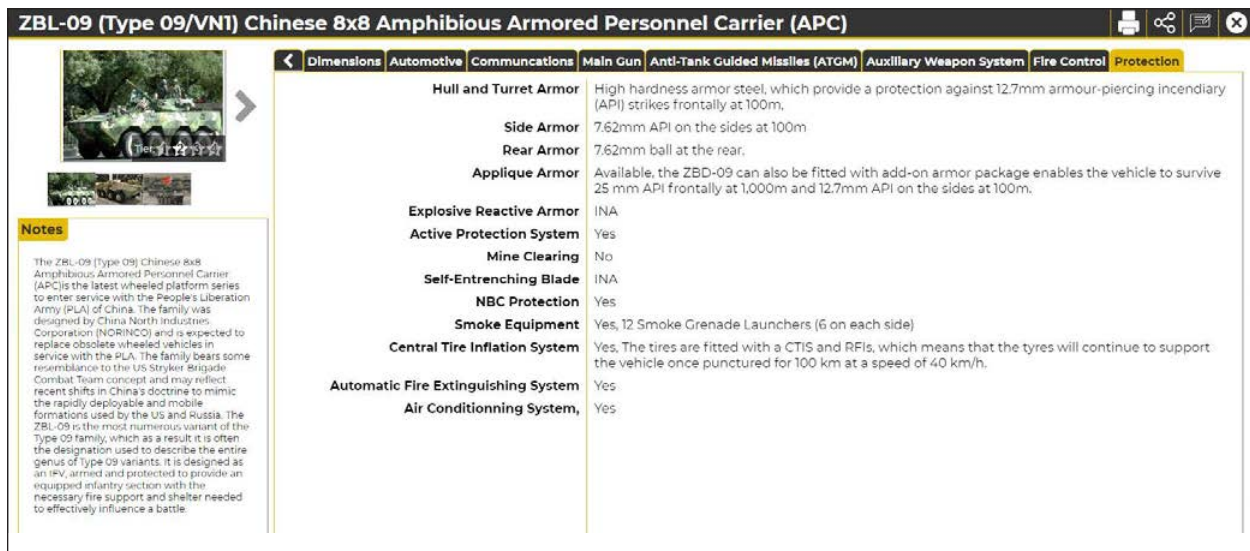 ZBL-09 (Type 09/VN1) Chinese 8x8 Amphibious Armored Personnel Carrier (APC)
Dimensions Automotive Communcations Main Gun Anti-Tank Guided Missiles (ATGM) Auxiliary Weapon System Fire Control Protection
Tier
Hull and Turret Armor High hardness armor steel, which provide a protection against 12.7mm armour-piercing incendiary
(API) strikes frontally at 100m,
Side Armor 7.62mm API on the sides at 100m
Rear Armor 7.62mm ball at the rear.
Applique Armor Available, the ZBD-09 can also be fitted with add-on armor package enables the vehicle to survive
25 mm API frontally at 1,000m and 12.7mm API on the sides at 100m.
Explosive Reactive Armor INA
Active Protection System Yes
Mine Clearing No
Self-Entrenching Blade INA
NBC Protection Yes
Smoke Equipment Yes, 12 Smoke Grenade Launchers (6 on each side)
Central Tire Inflation System Yes, The tires are fitted with a CTIS and RFIs, which means that the tyres will continue to support
the vehicle once punctured for 100 km at a speed of 40 km/h.
Automatic Fire Extinguishing System Yes
Air Conditionning System, Yes
Notes
The ZBL-09 (Type 09) Chinese 8x8
Amphibious Armored Personnel Carrier
(APC)is the latest wheeled platform series
to enter service with the People's Liberation
Army (PLA) of China. The family was
designed by China North Industries
Corporation (NORINCO) and is expected to
replace obsolete wheeled vehicles in
service with the PLA. The family bears some
resemblance to the US Stryker Brigade
Combat Team concept and may reflect
recent shifts in China's doctrine to mimic
the rapidly deployable and mobile
formations used by the US and Russia. The
ZBL-09 is the most numerous variant of the
Type 09 family, which as a result it is often
the designation used to describe the entire
genus of Type 09 variants. It is designed as
an IFV, armed and protected to provide an
equipped infantry section with the
necessary fire support and shelter needed
to effectively influence a battle.